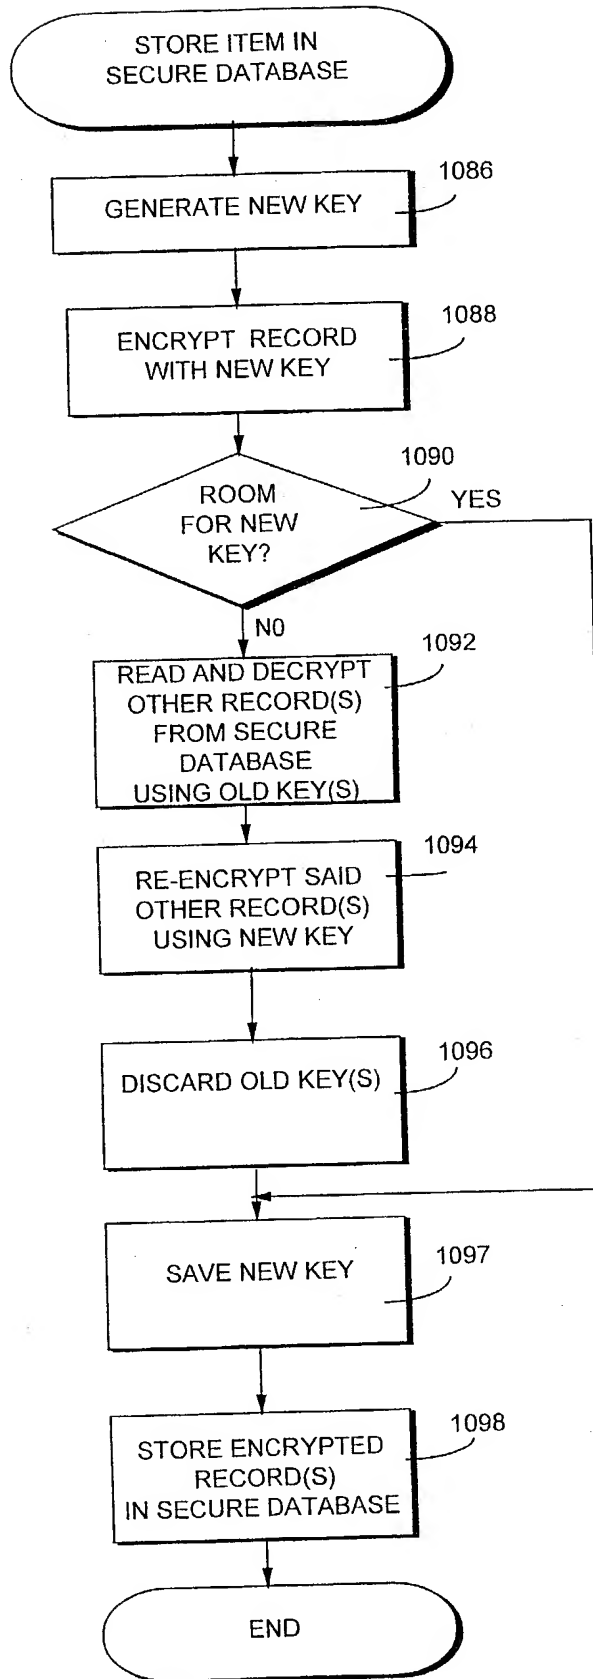 STORE ITEM IN
SECURE DATABASE
1086
GENERATE NEW KEY
1088
ENCRYPT RECORD
WITH NEW KEY
1090
YES
ROOM
FOR NEW
KEY?
NO
1092
READ AND DECRYPT
OTHER RECORD(S)
FROM SECURE
DATABASE
USING OLD KEY(S)
1094
RE-ENCRYPT SAID
OTHER RECORD(S)
USING NEW KEY
1096
DISCARD OLD KEY(S)
SAVE NEW KEY
1097
1098
STORE ENCRYPTED
RECORD(S)
IN SECURE DATABASE
END